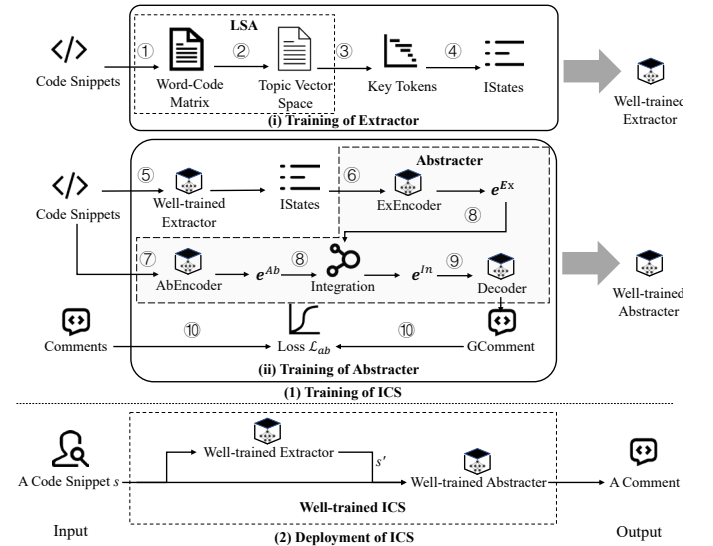 LSA
① ② ③ ④
Code Snippets
Word-Code
Matrix
Topic Vector
Space
Key Tokens
IStates
Well-trained
Extractor
(i) Training of Extractor
Abstracter
⑤ ⑥
Code Snippets
Well-trained
Extractor
IStates
ExEncoder
e^{Ex}
⑧
⑦ ⑧ ⑨
AbEncoder
e^{Ab}
Integration
e^{In}
Decoder
Well-trained
Abstracter
⑩ ⑩
Comments
Loss ℒ_{ab}
GComment
(ii) Training of Abstracter
(1) Training of ICS
Well-trained Extractor
s′
A Code Snippet s
Well-trained Abstracter
A Comment
Well-trained ICS
Input
Output
(2) Deployment of ICS